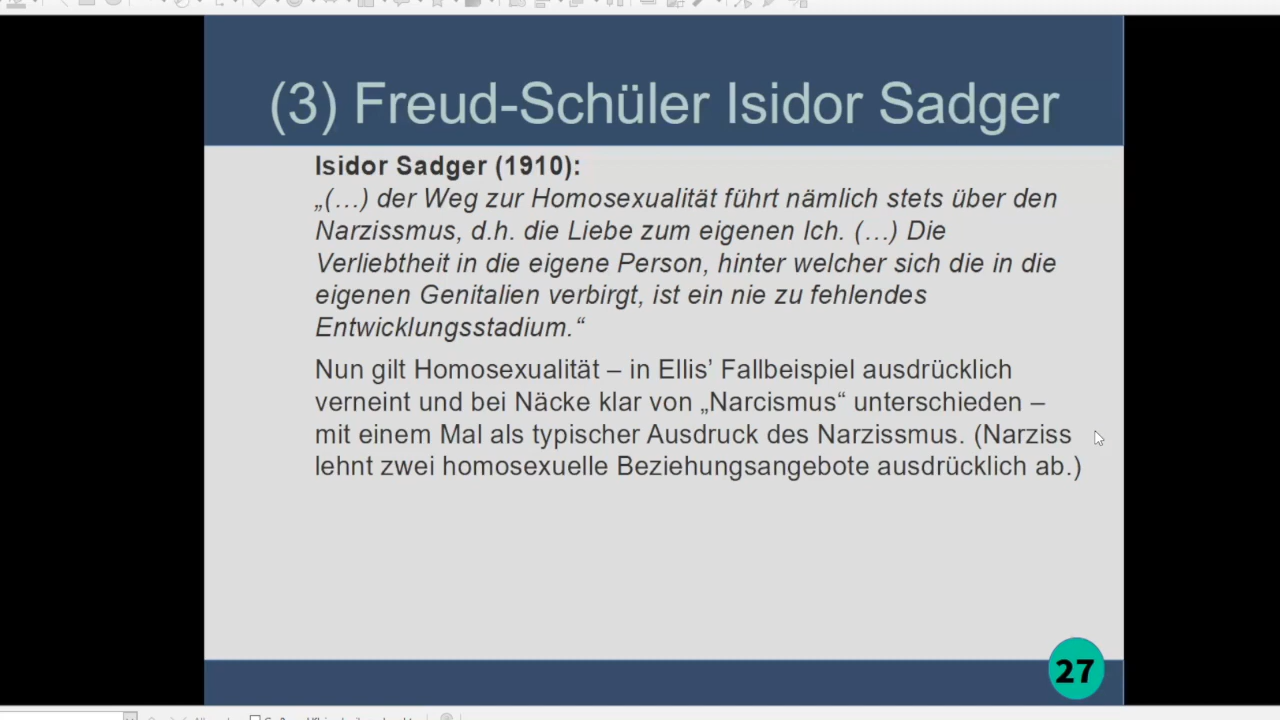 (3) Freud-Schüler Isidor Sadger
Isidor Sadger (1910):
„(…) der Weg zur Homosexualität führt nämlich stets über den
Narzissmus, d.h. die Liebe zum eigenen Ich. (…) Die
Verliebtheit in die eigene Person, hinter welcher sich die in die
eigenen Genitalien verbirgt, ist ein nie zu fehlendes
Entwicklungsstadium.“
Nun gilt Homosexualität – in Ellis’ Fallbeispiel ausdrücklich
verneint und bei Näcke klar von „Narcismus“ unterschieden –
mit einem Mal als typischer Ausdruck des Narzissmus. (Narziss
lehnt zwei homosexuelle Beziehungsangebote ausdrücklich ab.)
27